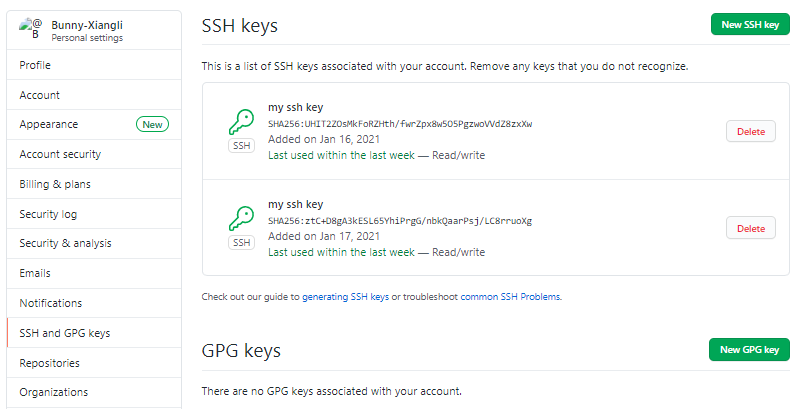 @
B
Bunny-Xiangli
Personal settings
Profile
Account
Appearance New
Account security
Billing & plans
Security log
Security & analysis
Emails
Notifications
SSH and GPG keys
Repositories
Organizations
SSH keys
New SSH key
This is a list of SSH keys associated with your account. Remove any keys that you do not recognize.
my ssh key
SHA256:UHIT2ZOsMkFoRZHth/fwrZpx8w5O5PgzwoVVdZ8zxXw
Added on Jan 16, 2021
SSH
Last used within the last week — Read/write
Delete
my ssh key
SHA256:ztC+D8gA3kESL65YhiPrgG/nbkQaarPsj/LC8rruoXg
Added on Jan 17, 2021
SSH
Last used within the last week — Read/write
Delete
Check out our guide to generating SSH keys or troubleshoot common SSH Problems.
GPG keys
New GPG key
There are no GPG keys associated with your account.